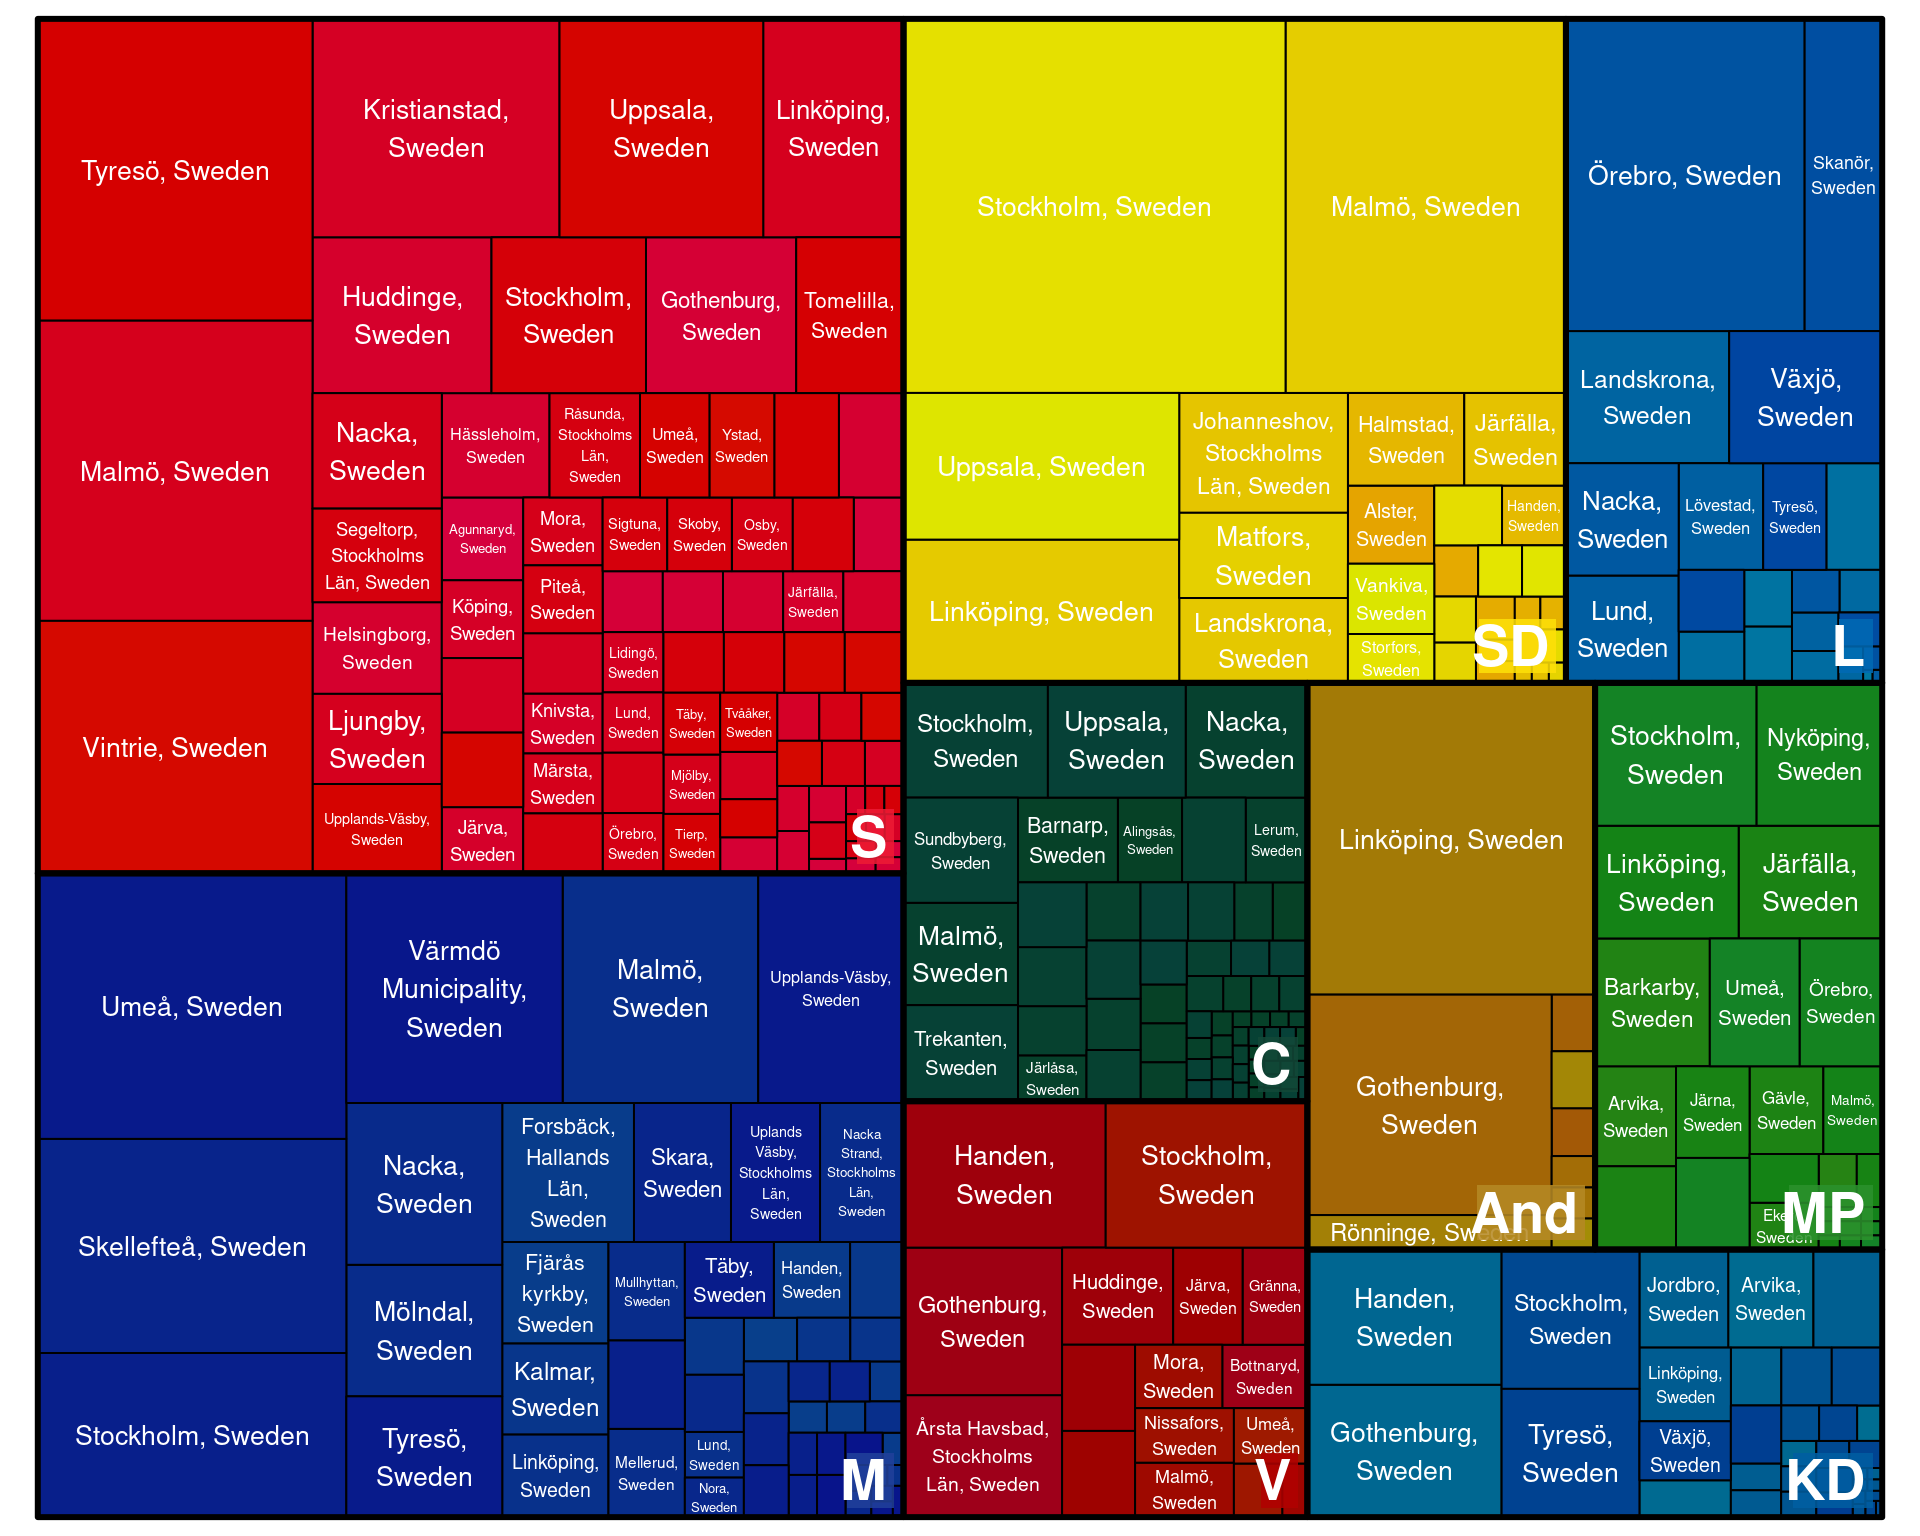 Tyresö, Sweden
Malmö, Sweden
Vintrie, Sweden
Kristianstad,
Sweden
Uppsala,
Sweden
Linköping,
Sweden
Huddinge,
Sweden
Stockholm,
Sweden
Gothenburg,
Sweden
Tomelilla,
Sweden
Nacka,
Sweden
Segeltorp,
Stockholms
Län, Sweden
Helsingborg,
Sweden
Ljungby,
Sweden
Upplands-Väsby,
Sweden
Hässleholm,
Sweden
Råsunda,
Stockholms
Län,
Sweden
Umeå,
Sweden
Ystad,
Sweden
Agunnaryd,
Sweden
Köping,
Sweden
Järva,
Sweden
Mora,
Sweden
Piteå,
Sweden
Knivsta,
Sweden
Märsta,
Sweden
Sigtuna,
Sweden
Skoby,
Sweden
Osby,
Sweden
Järfälla,
Sweden
Lidingö,
Sweden
Lund,
Sweden
Örebro,
Sweden
Täby,
Sweden
Mjölby,
Sweden
Tierp,
Sweden
Tvååker,
Sweden
S
Umeå, Sweden
Skellefteå, Sweden
Stockholm, Sweden
Värmdö
Municipality,
Sweden
Malmö,
Sweden
Upplands-Väsby,
Sweden
Nacka,
Sweden
Mölndal,
Sweden
Tyresö,
Sweden
Forsbäck,
Hallands
Län,
Sweden
Skara,
Sweden
Uplands
Väsby,
Stockholms
Län,
Sweden
Nacka
Strand,
Stockholms
Län,
Sweden
Fjärås
kyrkby,
Sweden
Kalmar,
Sweden
Linköping,
Sweden
Mullhyttan,
Sweden
Mellerud,
Sweden
Täby,
Sweden
Handen,
Sweden
Lund,
Sweden
Nora,
Sweden
M
Stockholm, Sweden
Malmö, Sweden
Uppsala, Sweden
Linköping, Sweden
Johanneshov,
Stockholms
Län, Sweden
Matfors,
Sweden
Landskrona,
Sweden
Halmstad,
Sweden
Järfälla,
Sweden
Alster,
Sweden
Handen,
Sweden
Vankiva,
Sweden
Storfors,
Sweden
SD
Örebro, Sweden
Skanör,
Sweden
Landskrona,
Sweden
Växjö,
Sweden
Nacka,
Sweden
Lund,
Sweden
Lövestad,
Sweden
Tyresö,
Sweden
L
Stockholm,
Sweden
Uppsala,
Sweden
Nacka,
Sweden
Sundbyberg,
Sweden
Malmö,
Sweden
Trekanten,
Sweden
Barnarp,
Sweden
Alingsås,
Sweden
Lerum,
Sweden
Järlåsa,
Sweden
C
Handen,
Sweden
Stockholm,
Sweden
Gothenburg,
Sweden
Årsta Havsbad,
Stockholms
Län, Sweden
Huddinge,
Sweden
Järva,
Sweden
Gränna,
Sweden
Mora,
Sweden
Bottnaryd,
Sweden
Nissafors,
Sweden
Umeå,
Sweden
Malmö,
Sweden
V
Linköping, Sweden
Gothenburg,
Sweden
Rönninge, Sweden
And
Stockholm,
Sweden
Nyköping,
Sweden
Linköping,
Sweden
Järfälla,
Sweden
Barkarby,
Sweden
Umeå,
Sweden
Örebro,
Sweden
Arvika,
Sweden
Järna,
Sweden
Gävle,
Sweden
Malmö,
Sweden
Sweden
MP
Handen,
Sweden
Gothenburg,
Sweden
Stockholm,
Sweden
Tyresö,
Sweden
Jordbro,
Sweden
Arvika,
Sweden
Linköping,
Sweden
Växjö,
Sweden
KD